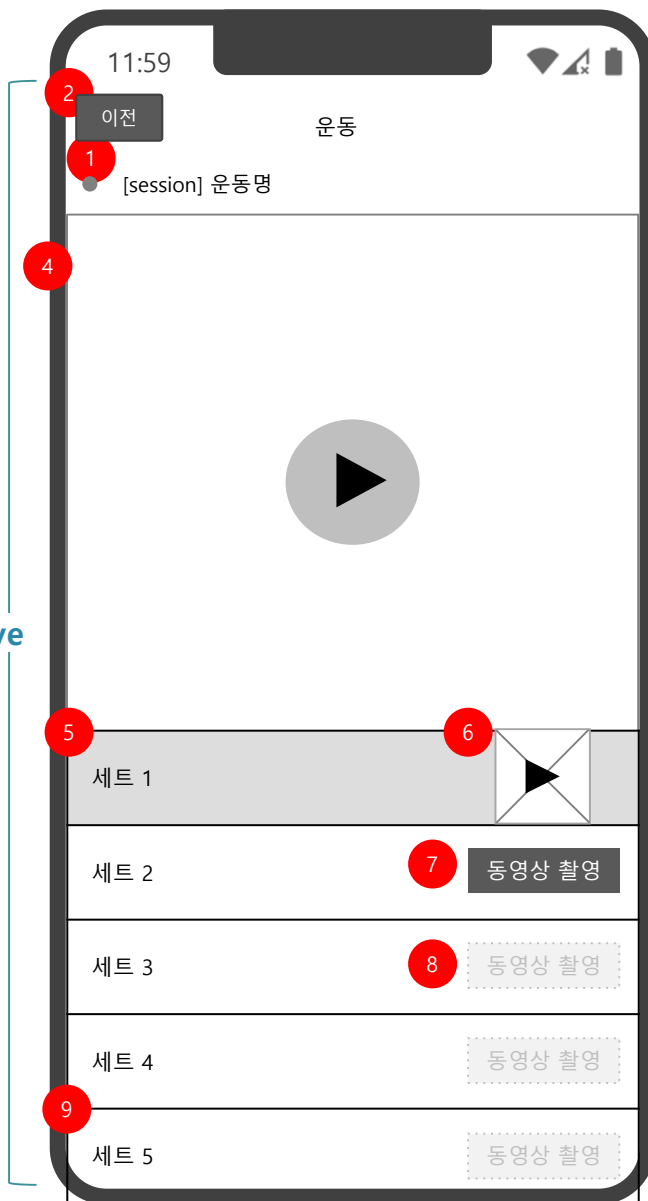 11:59
2
이전
운동
1
[session] 운동명
4
ve
5
6
세트 1
7
세트 2
동영상 촬영
8
세트 3
동영상 촬영
세트 4
동영상 촬영
9
세트 5
동영상 촬영